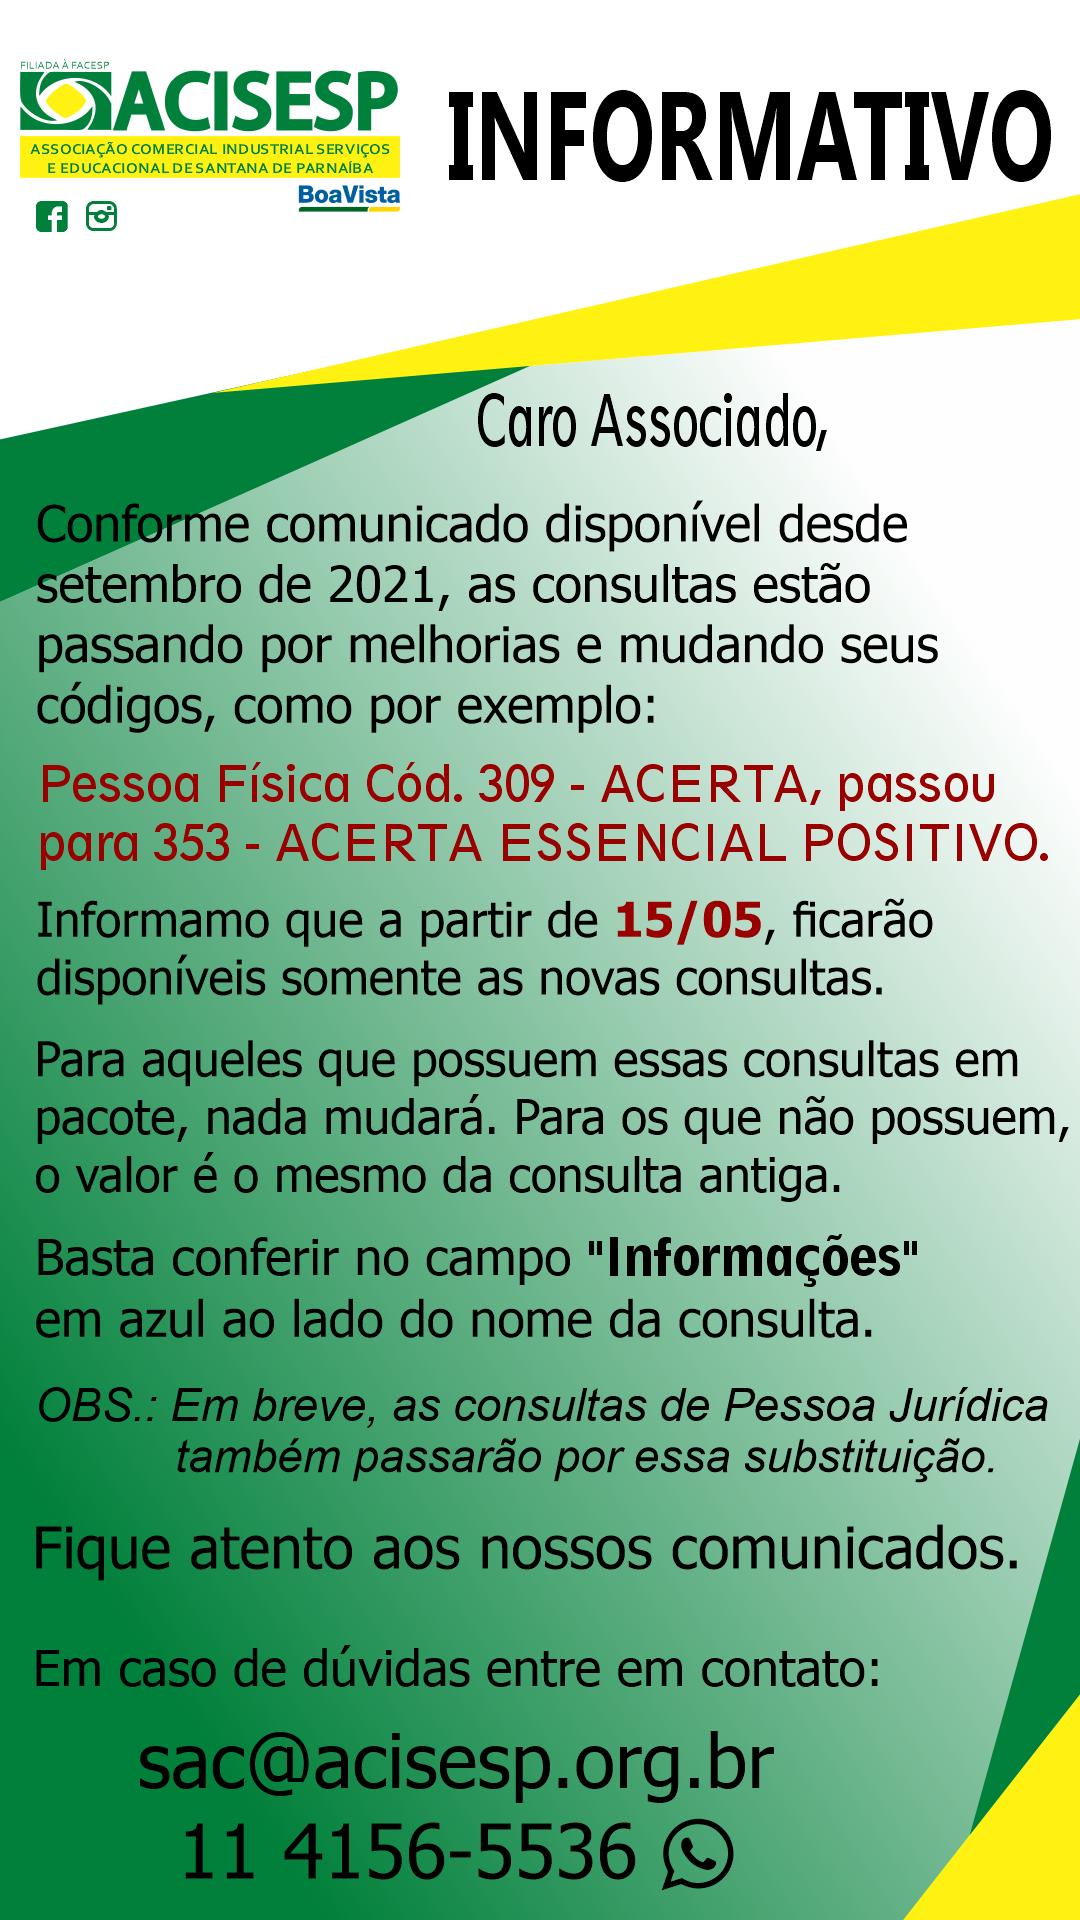 FILIADA À FACESP
ACISESP
ASSOCIAÇÃO COMERCIAL INDUSTRIAL SERVIÇOS
E EDUCACIONAL DE SANTANA DE PARNAÍBA
BoaVista
INFORMATIVO
Caro Associado,
Conforme comunicado disponível desde
setembro de 2021, as consultas estão
passando por melhorias e mudando seus
códigos, como por exemplo:
Pessoa Física Cód. 309 - ACERTA, passou
para 353 - ACERTA ESSENCIAL POSITIVO.
Informamo que a partir de 15/05, ficarão
disponíveis somente as novas consultas.
Para aqueles que possuem essas consultas em
pacote, nada mudará. Para os que não possuem,
o valor é o mesmo da consulta antiga.
Basta conferir no campo "Informações"
em azul ao lado do nome da consulta.
OBS.: Em breve, as consultas de Pessoa Jurídica
também passarão por essa substituição.
Fique atento aos nossos comunicados.
Em caso de dúvidas entre em contato:
sac@acisesp.org.br
11 4156-5536